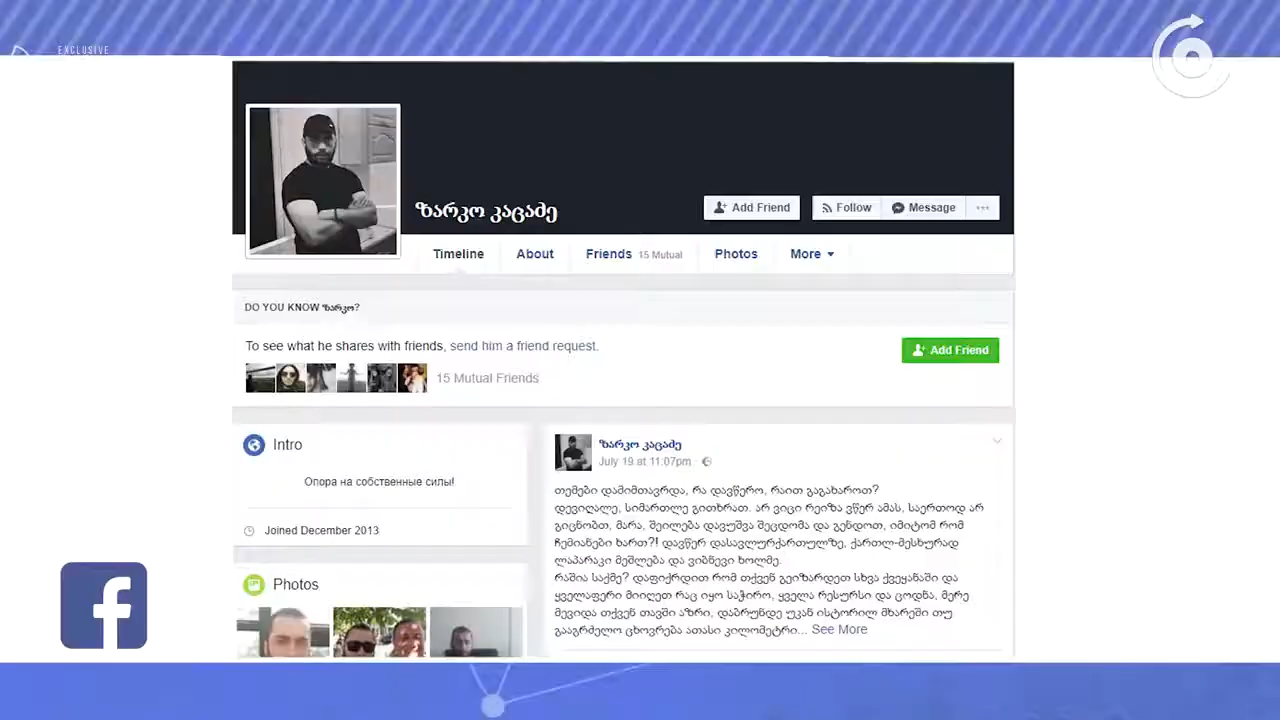 EXCLUSIVE
ზარკო კაცაძე
Add Friend
Follow
Message
Timeline
About
Friends 15 Mutual
Photos
More
DO YOU KNOW ზარკო?
To see what he shares with friends, send him a friend request.
Add Friend
15 Mutual Friends
Intro
Опора на собственные силы!
Joined December 2013
Photos
ზარკო კაცაძე
July 19 at 11:07pm
თემები დამიმთავრდა, რა დავწერო, რაით გაგახაროთ?
დევიღალე, სიმართლე გითხრათ. არ ვიცი რეიზა ვწერ ამას, საერთოდ არ
გიცნობთ, მარა, შეილება დავუშვა შეცდომა და გენდოთ, იმიტომ რომ
ჩემიანები ხართ?! დავწერ დასავლურქართულზე, ქართლ-მესხურად
ლაპარაკი მეშლება და ვიბნევი ხოლმე.
რაშია საქმე? დაფიქრდით რომ თქვენ გეიზარდეთ სხვა ქვეყანაში და
ყველაფერი მიიღეთ რაც იყო საჭირო, ყველა რესურსი და ცოდნა, მერე
მევიდა თქვენ თავში აზრი, დაბრუნდე უკან ისტორილ მხარეში თუ
გააგრძელო ცხოვრება ათასი კილომეტრი... See More